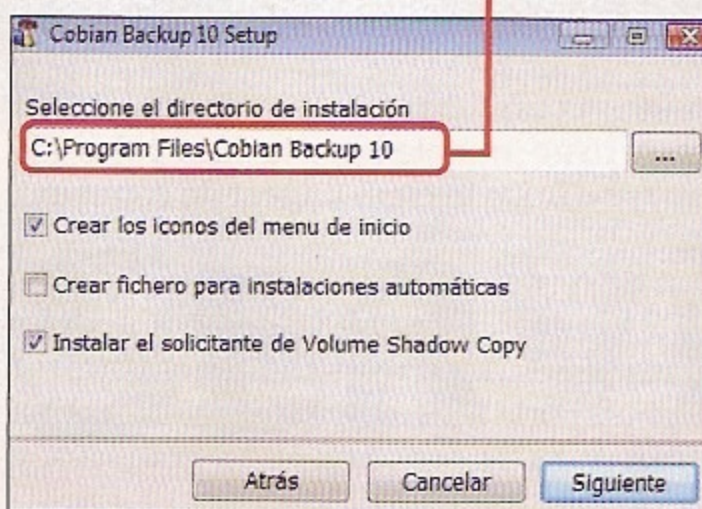 Cobian Backup 10 Setup
Seleccione el directorio de instalación
C:\Program Files\Cobian Backup 10
...
Crear los iconos del menu de inicio
Crear fichero para instalaciones automáticas
Instalar el solicitante de Volume Shadow Copy
Atrás
Cancelar
Siguiente